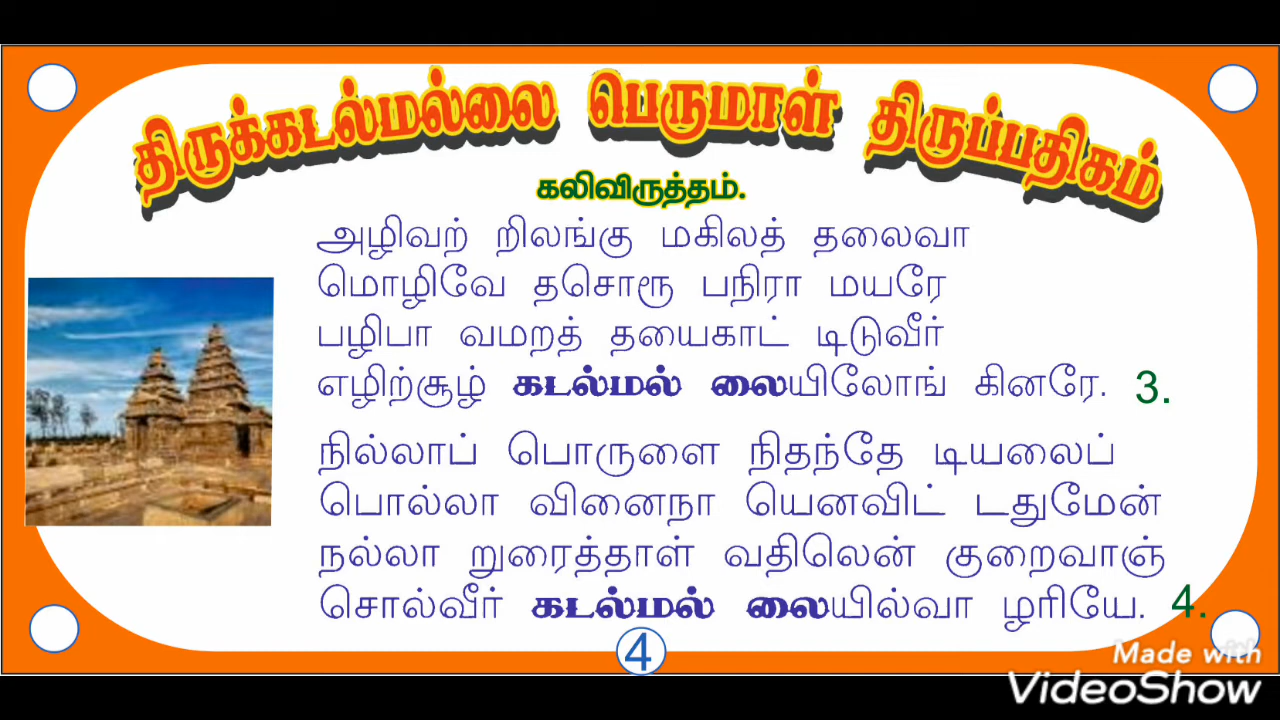 திருக்கடல்மல்லை பெருமாள் திருப்பதிகம்
கலிவிருத்தம்.
அழிவற் றிலங்கு மகிலத் தலைவா
மொழிவே தசொரூ பநிரா மயரே
பழிபா வமறத் தயைகாட் டிடுவீர்
எழிற்சூழ் கடல்மல் லையிலோங் கினரே. 3.
நில்லாப் பொருளை நிதந்தே டியலைப்
பொல்லா வினைநா யெனவிட் டதுமேன்
நல்லா றுரைத்தாள் வதிலென் குறைவாஞ்
சொல்வீர் கடல்மல் லையில்வா ழரியே. 4.
4
Made with
VideoShow